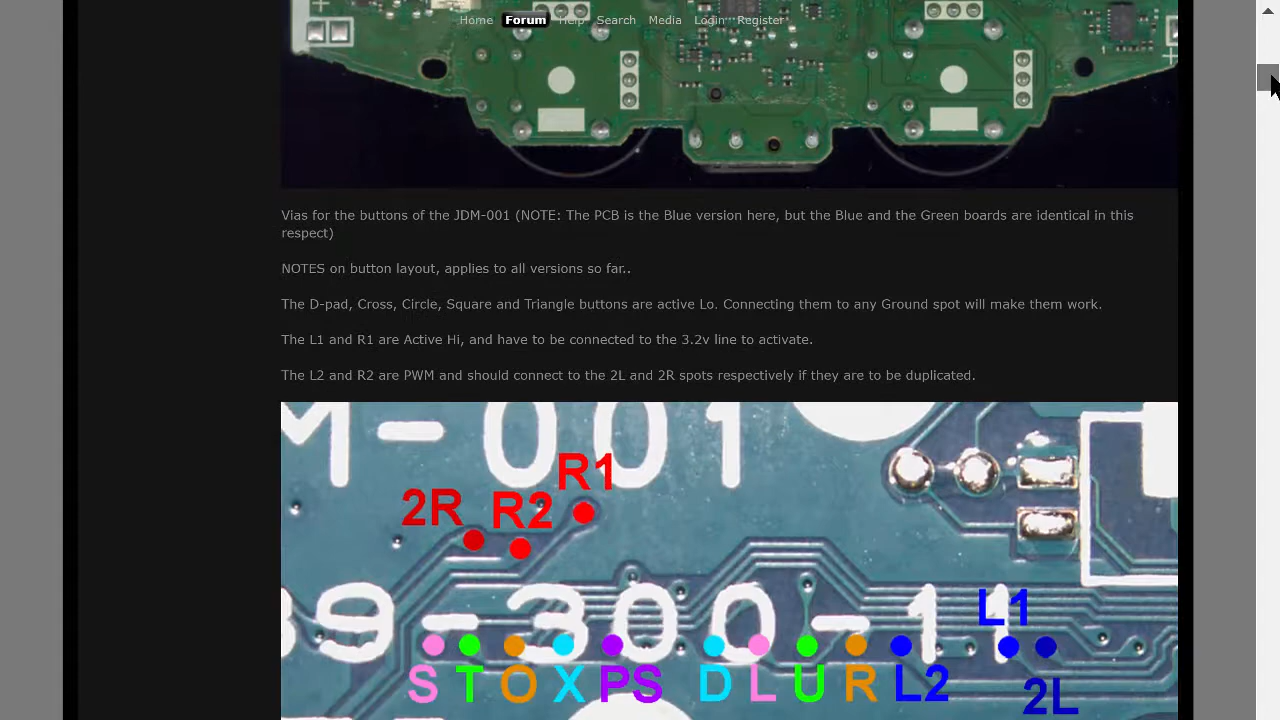 Home Forum Help Search Media Login Register
Vias for the buttons of the JDM-001 (NOTE: The PCB is the Blue version here, but the Blue and the Green boards are identical in this
respect)
NOTES on button layout, applies to all versions so far..
The D-pad, Cross, Circle, Square and Triangle buttons are active Lo. Connecting them to any Ground spot will make them work.
The L1 and R1 are Active Hi, and have to be connected to the 3.2v line to activate.
The L2 and R2 are PWM and should connect to the 2L and 2R spots respectively if they are to be duplicated.
M-001
R1
2R R2
39-300-11
L1
S T O X PS D L U R L2
2L